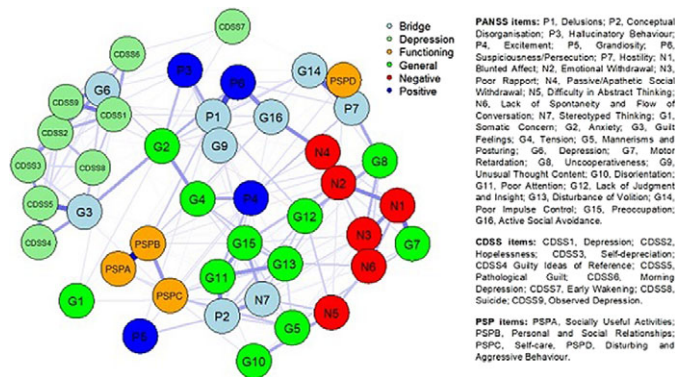 CDSS7
Bridge
Depression
Functioning
General
Negative
Positive
CDSS6
P3
P6
G14
PSPD
G6
CDSS9
CDSS1
P1
G16
P7
CDSS2
G2
G9
N4
G8
CDSS3
CDSS8
N2
CDSS5
G3
G4
P4
G12
N1
CDSS4
PSPB
G15
N3
G7
PSPA
G11
G13
N6
G1
PSPC
N7
P2
N5
P5
G5
G10
PANSS items: P1, Delusions; P2, Conceptual
Disorganisation; P3, Hallucinatory Behaviour;
P4, Excitement; P5, Grandiosity; P6,
Suspiciousness/Persecution; P7, Hostility; N1,
Blunted Affect; N2, Emotional Withdrawal; N3,
Poor Rapport; N4, Passive/Apathetic Social
Withdrawal; N5, Difficulty in Abstract Thinking;
N6, Lack of Spontaneity and Flow of
Conversation; N7, Stereotyped Thinking; G1,
Somatic Concern; G2, Anxiety; G3, Guilt
Feelings; G4, Tension; G5, Mannerisms and
Posturing; G6, Depression; G7, Motor
Retardation; G8, Uncooperativeness; G9,
Unusual Thought Content; G10, Disorientation;
G11, Poor Attention; G12, Lack of Judgment
and Insight; G13, Disturbance of Volition; G14,
Poor Impulse Control; G15, Preoccupation;
G16, Active Social Avoidance.
CDSS items: CDSS1, Depression; CDSS2,
Hopelessness; CDSS3, Self-depreciation;
CDSS4 Guilty Ideas of Reference; CDSS5,
Pathological Guilt; CDSS6, Morning
Depression; CDSS7, Early Wakening; CDSS8,
Suicide; CDSS9, Observed Depression.
PSP items: PSPA, Socially Useful Activities;
PSPB, Personal and Social Relationships;
PSPC, Self-care, PSPD, Disturbing and
Aggressive Behaviour.